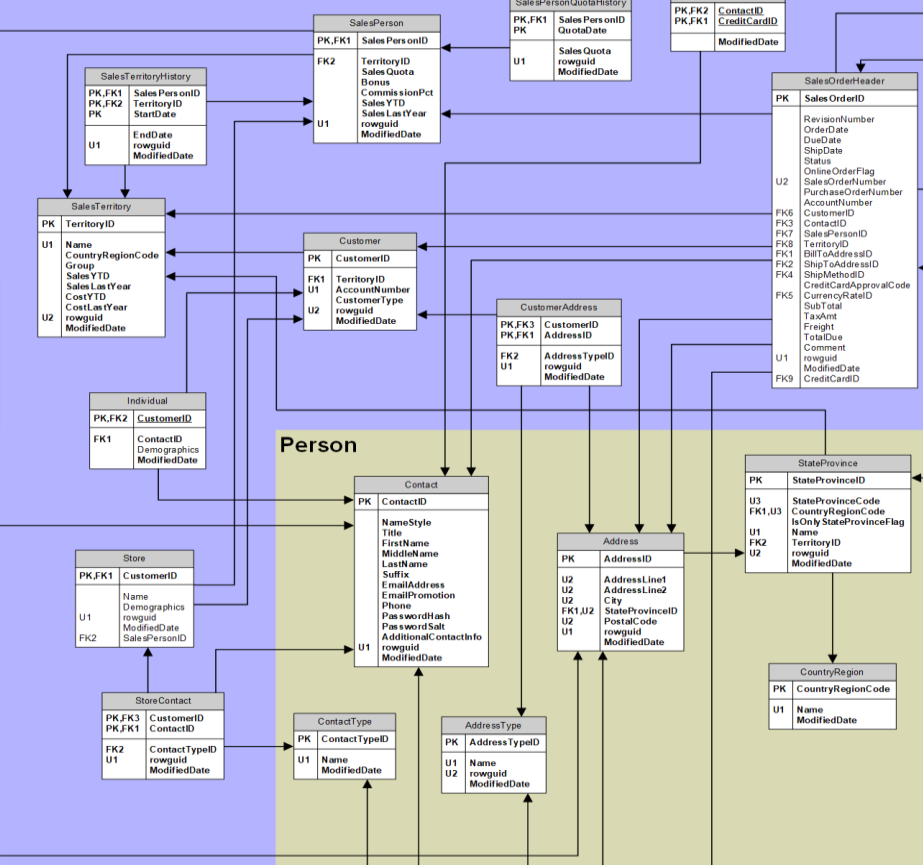 SalesPersonQuotaHistory
PK,FK1 SalesPersonID
PK QuotaDate
SalesQuota
U1 rowguid
ModifiedDate
PK,FK2 ContactID
PK,FK1 CreditCardID
ModifiedDate
SalesPerson
PK,FK1 SalesPersonID
FK2 TerritoryID
SalesQuota
Bonus
CommissionPct
SalesYTD
SalesLastYear
U1 rowguid
ModifiedDate
SalesTerritoryHistory
PK,FK1 SalesPersonID
PK,FK2 TerritoryID
PK StartDate
EndDate
U1 rowguid
ModifiedDate
SalesOrderHeader
PK SalesOrderID
RevisionNumber
OrderDate
DueDate
ShipDate
Status
OnlineOrderFlag
U2 SalesOrderNumber
PurchaseOrderNumber
AccountNumber
FK6 CustomerID
FK3 ContactID
FK7 SalesPersonID
FK8 TerritoryID
FK1 BillToAddressID
FK2 ShipToAddressID
FK4 ShipMethodID
CreditCardApprovalCode
FK5 CurrencyRateID
SubTotal
TaxAmt
Freight
TotalDue
Comment
U1 rowguid
ModifiedDate
FK9 CreditCardID
SalesTerritory
PK TerritoryID
U1 Name
CountryRegionCode
Group
SalesYTD
SalesLastYear
CostYTD
CostLastYear
U2 rowguid
ModifiedDate
Customer
PK CustomerID
FK1 TerritoryID
U1 AccountNumber
CustomerType
U2 rowguid
ModifiedDate
CustomerAddress
PK,FK3 CustomerID
PK,FK1 AddressID
FK2 AddressTypeID
U1 rowguid
ModifiedDate
Individual
PK,FK2 CustomerID
FK1 ContactID
Demographics
ModifiedDate
Person
Contact
PK ContactID
NameStyle
Title
FirstName
MiddleName
LastName
Suffix
EmailAddress
EmailPromotion
Phone
PasswordHash
PasswordSalt
AdditionalContactInfo
U1 rowguid
ModifiedDate
StateProvince
PK StateProvinceID
U3 StateProvinceCode
FK1,U3 CountryRegionCode
IsOnlyStateProvinceFlag
U1 Name
FK2 TerritoryID
U2 rowguid
ModifiedDate
Address
PK AddressID
U2 AddressLine1
U2 AddressLine2
U2 City
FK1,U2 StateProvinceID
U2 PostalCode
U1 rowguid
ModifiedDate
Store
PK,FK1 CustomerID
Name
Demographics
U1 rowguid
ModifiedDate
FK2 SalesPersonID
CountryRegion
PK CountryRegionCode
U1 Name
ModifiedDate
StoreContact
PK,FK3 CustomerID
PK,FK1 ContactID
FK2 ContactTypeID
U1 rowguid
ModifiedDate
ContactType
PK ContactTypeID
U1 Name
ModifiedDate
AddressType
PK AddressTypeID
U1 Name
U2 rowguid
ModifiedDate